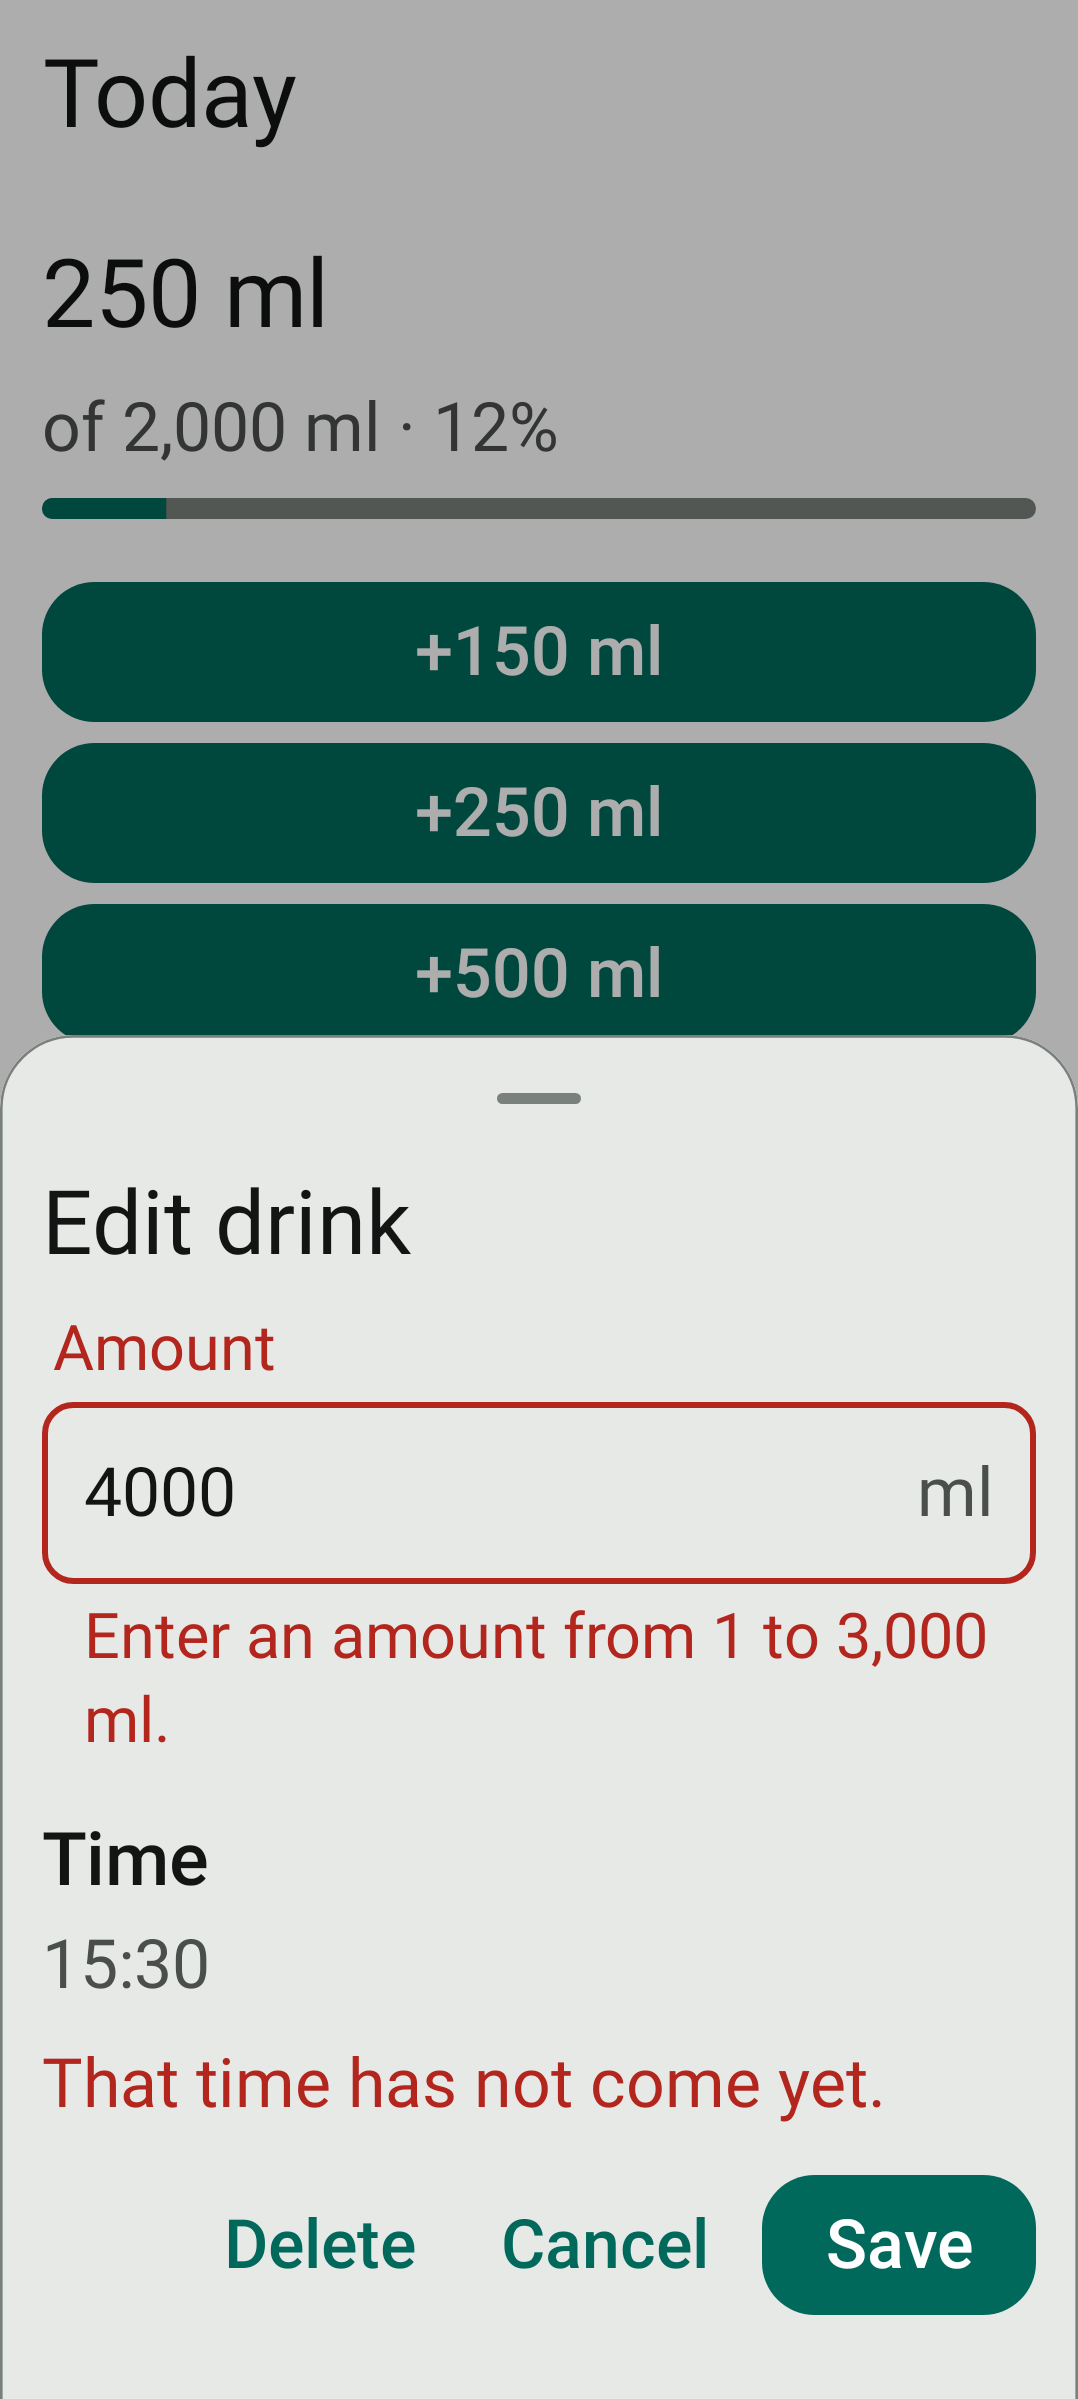 Today
250 ml
of 2,000 ml · 12%
+150 ml
+250 ml
+500 ml
Edit drink
Amount
4000 ml
Enter an amount from 1 to 3,000
ml.
Time
15:30
That time has not come yet.
Delete Cancel Save